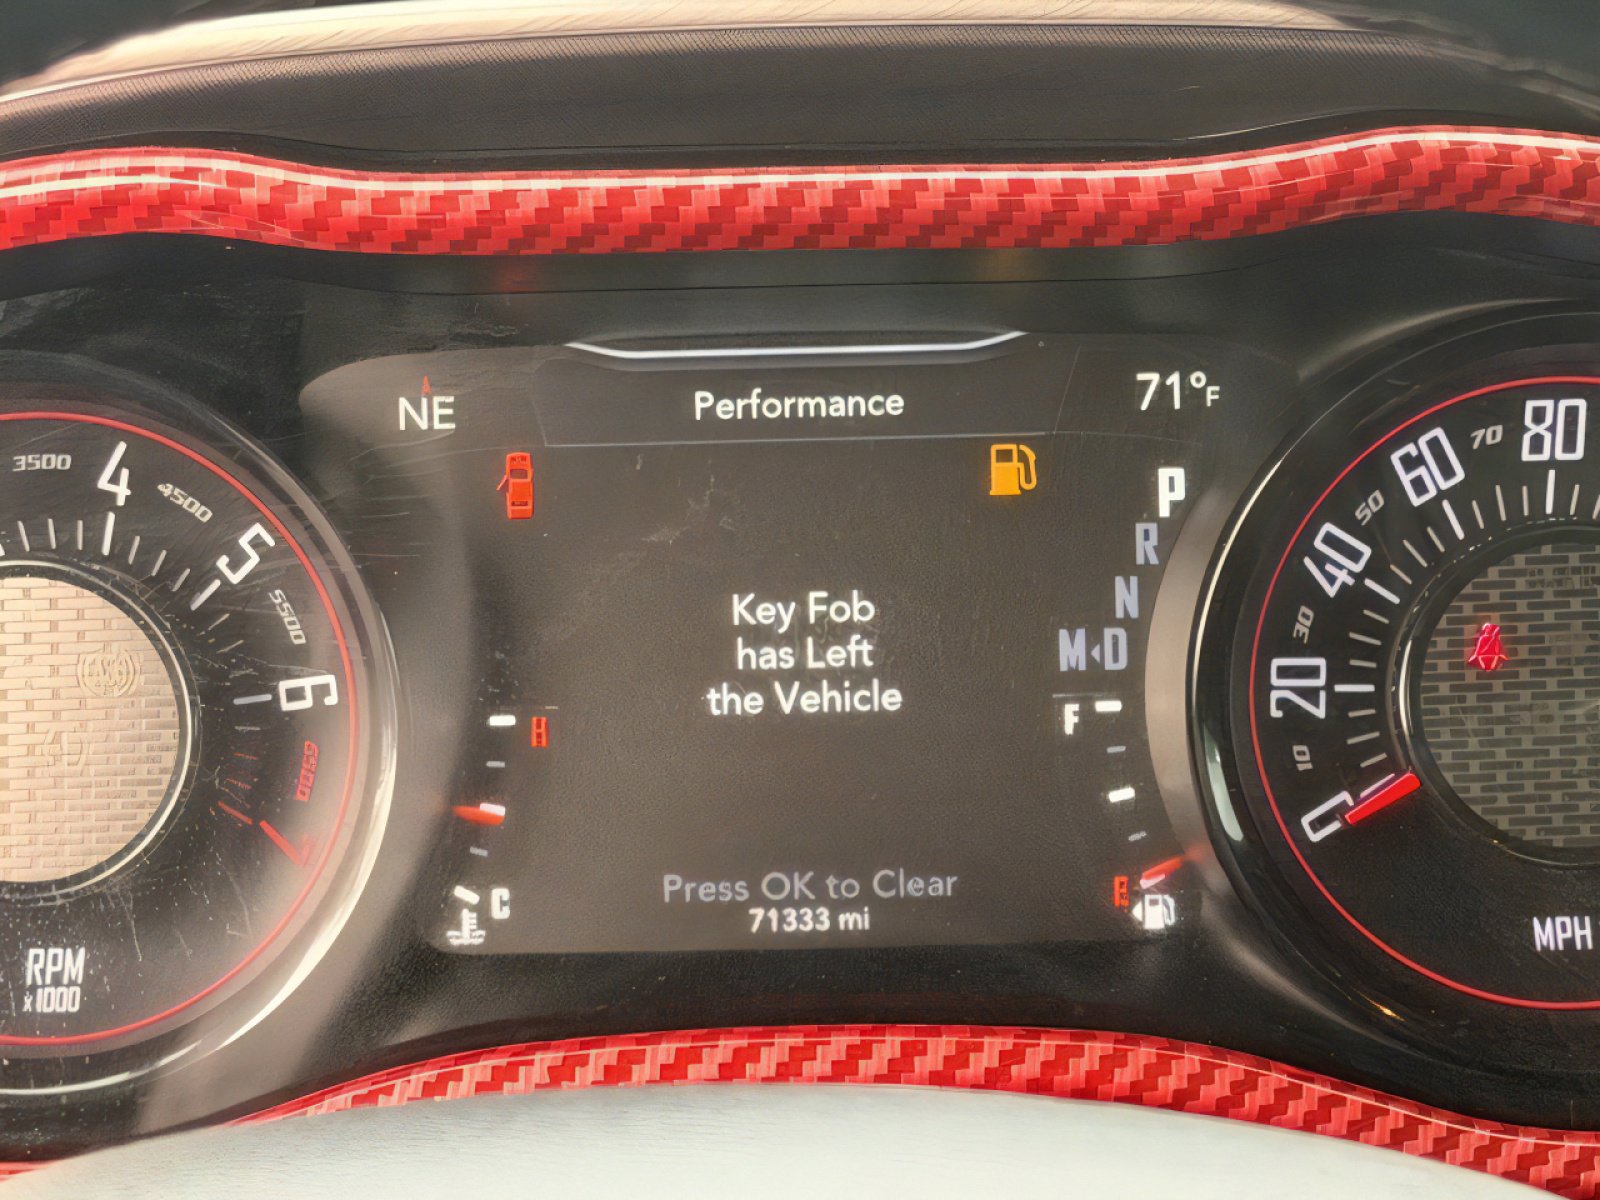 NE
Performance
71°F
3500
4
4500
5
5500
6
6500
7
RPM
x1000
P
R
N
M◂D
Key Fob
has Left
the Vehicle
H
C
F
E
Press OK to Clear
71333 mi
0
10
20
30
40
50
60
70
80
MPH